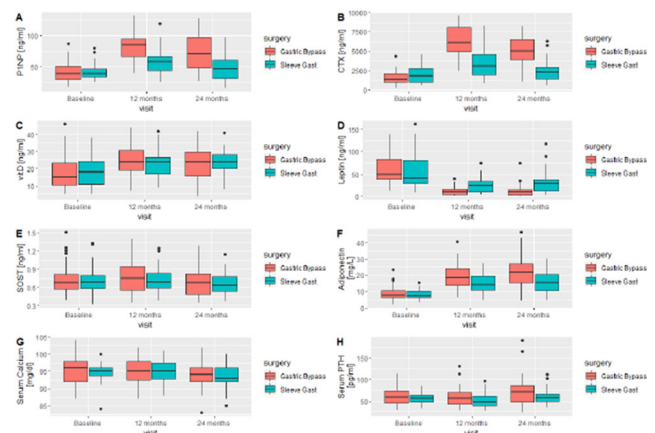 A
P1NP [ng/ml]
100
50
Baseline
12 months
24 months
visit
surgery
Gastric Bypass
Sleeve Gast
B
CTX [ng/ml]
10000
7500
5000
2500
0
Baseline
12 months
24 months
visit
surgery
Gastric Bypass
Sleeve Gast
C
vitD [ng/ml]
40
30
20
10
Baseline
12 months
24 months
visit
surgery
Gastric Bypass
Sleeve Gast
D
Leptin [ng/ml]
150
100
50
0
Baseline
12 months
24 months
visit
surgery
Gastric Bypass
Sleeve Gast
E
SOST [ng/ml]
1.5
1.2
0.9
0.6
0.3
Baseline
12 months
24 months
visit
surgery
Gastric Bypass
Sleeve Gast
F
Adiponectin
[mg/L]
40
30
20
10
0
Baseline
12 months
24 months
visit
surgery
Gastric Bypass
Sleeve Gast
G
Serum Calcium
[mg/dl]
105
100
95
90
85
Baseline
12 months
24 months
visit
surgery
Gastric Bypass
Sleeve Gast
H
Serum PTH
[pg/ml]
150
100
50
Baseline
12 months
24 months
visit
surgery
Gastric Bypass
Sleeve Gast